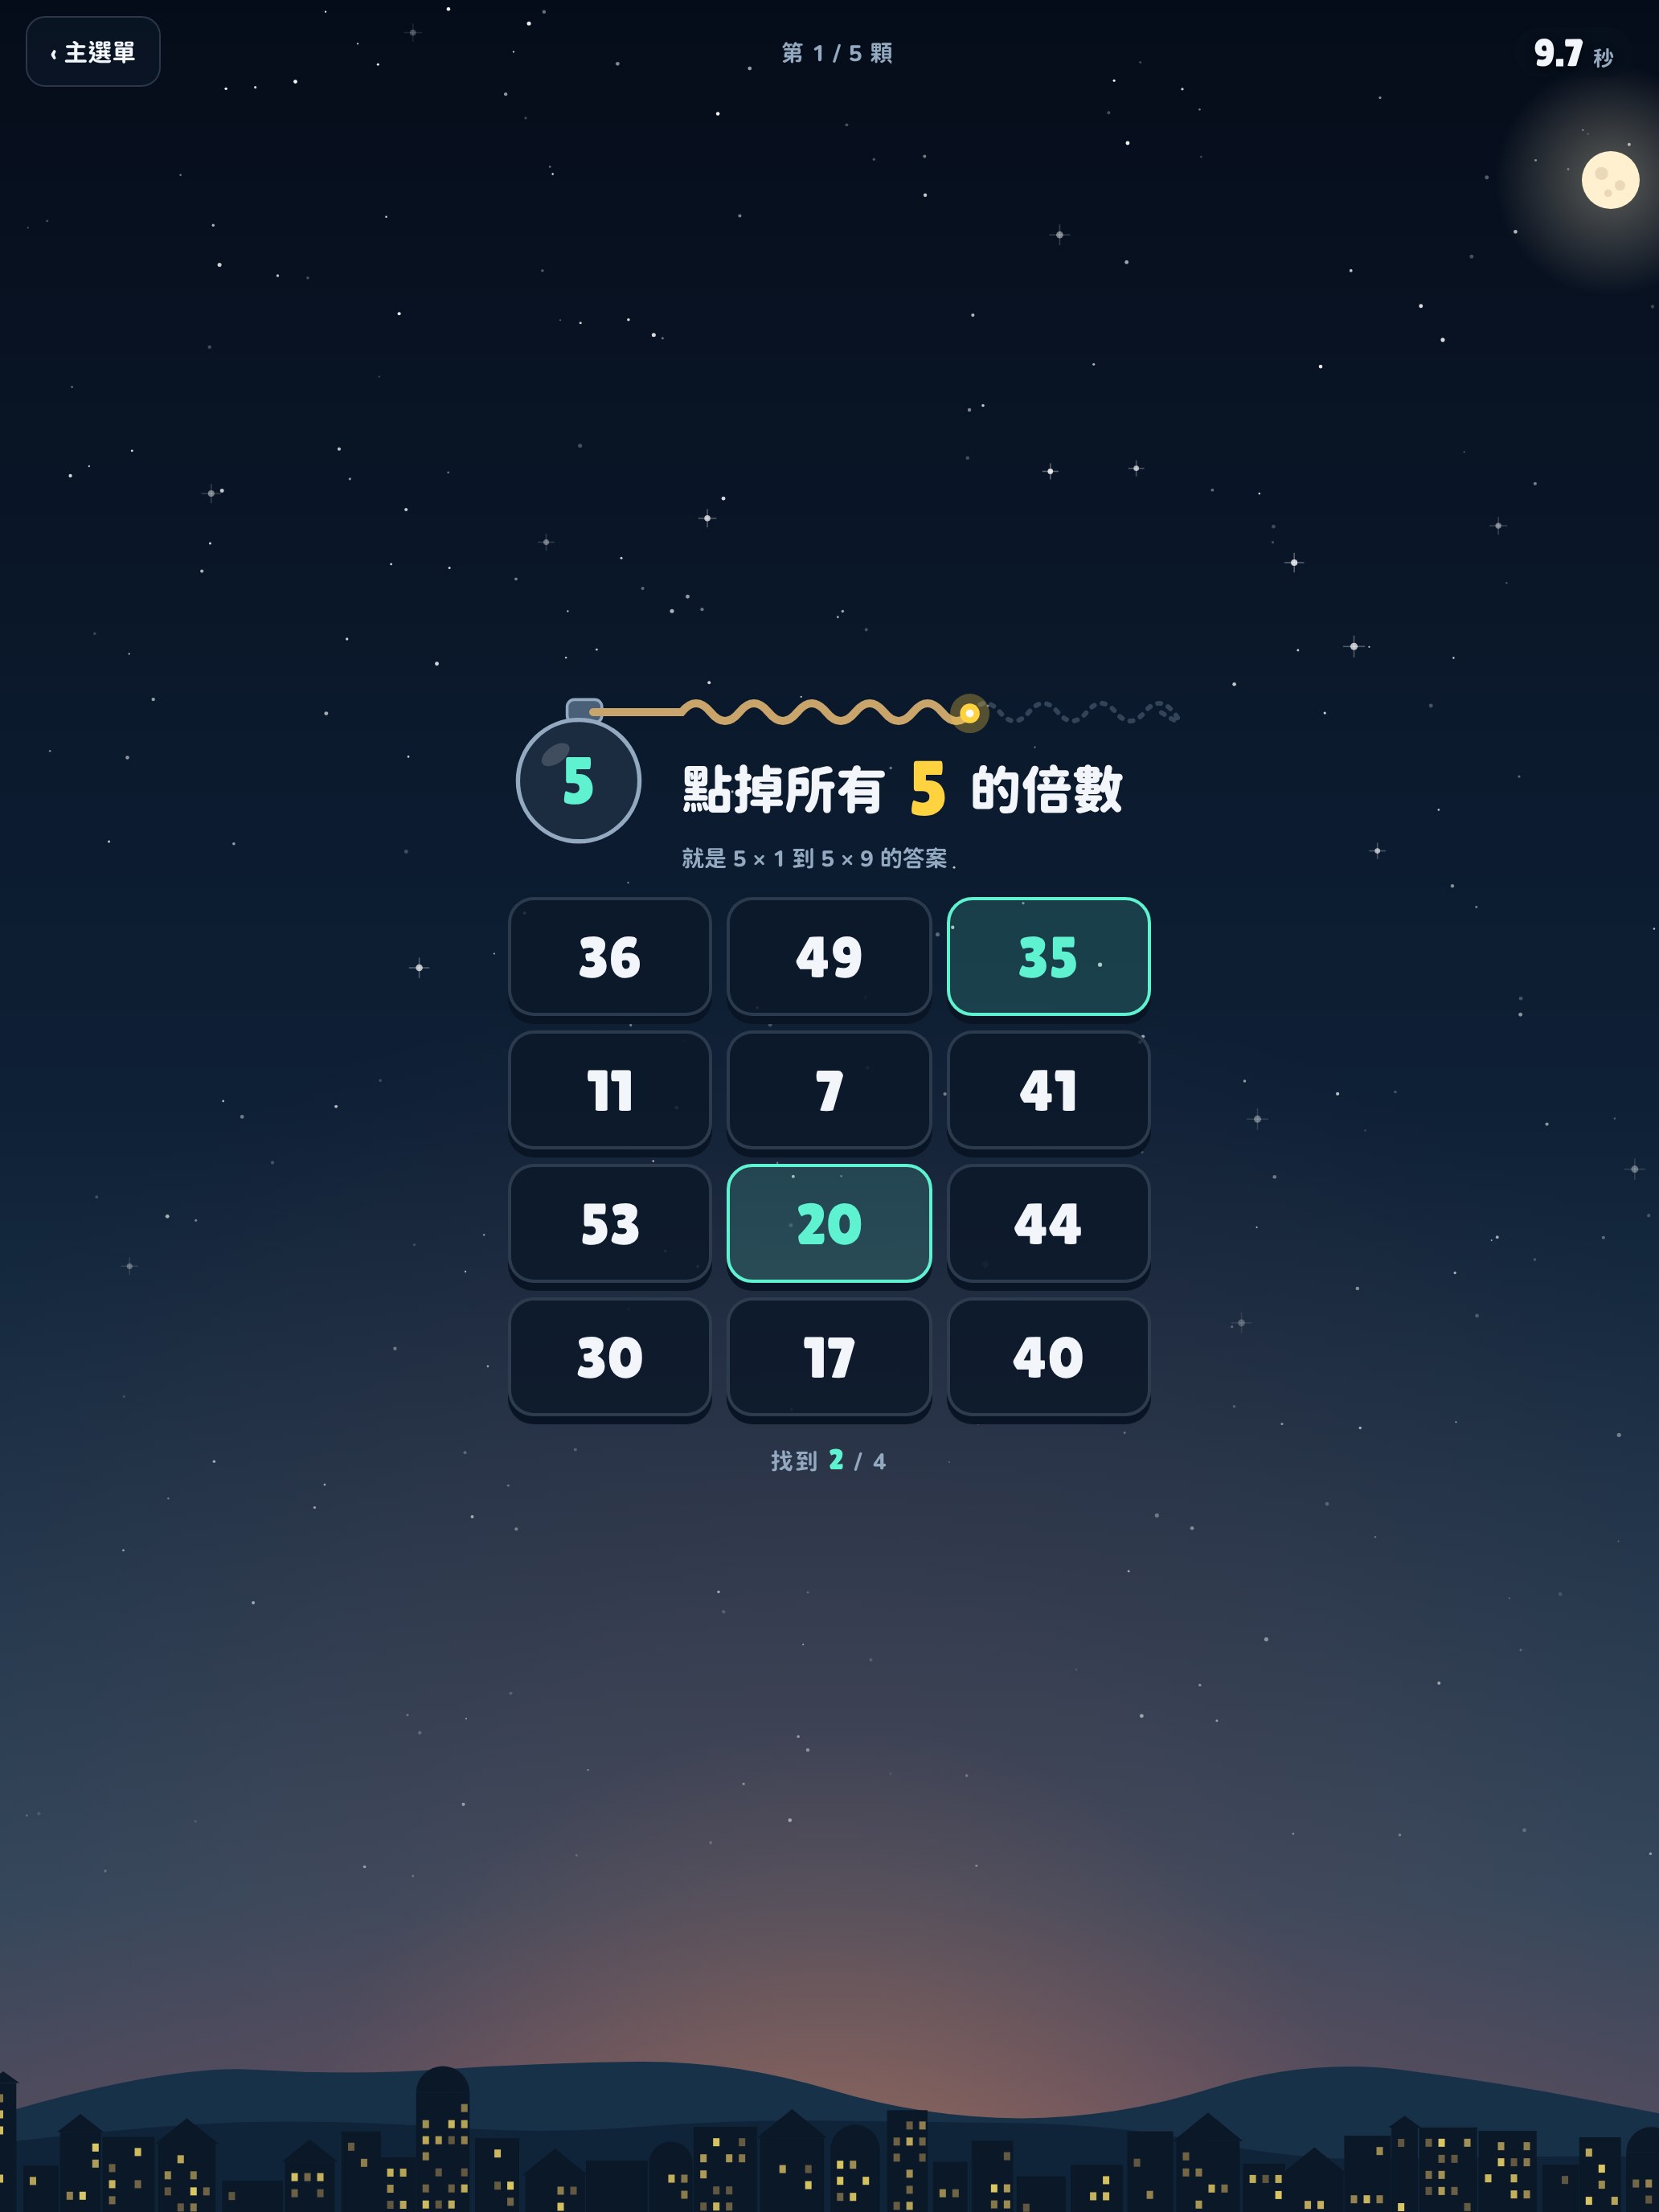 ‹ 主選單
第 1 / 5 顆
9.7 秒
5
點掉所有 5 的倍數
就是 5 × 1 到 5 × 9 的答案
36 49 35
11 7 41
53 20 44
30 17 40
找到 2 / 4